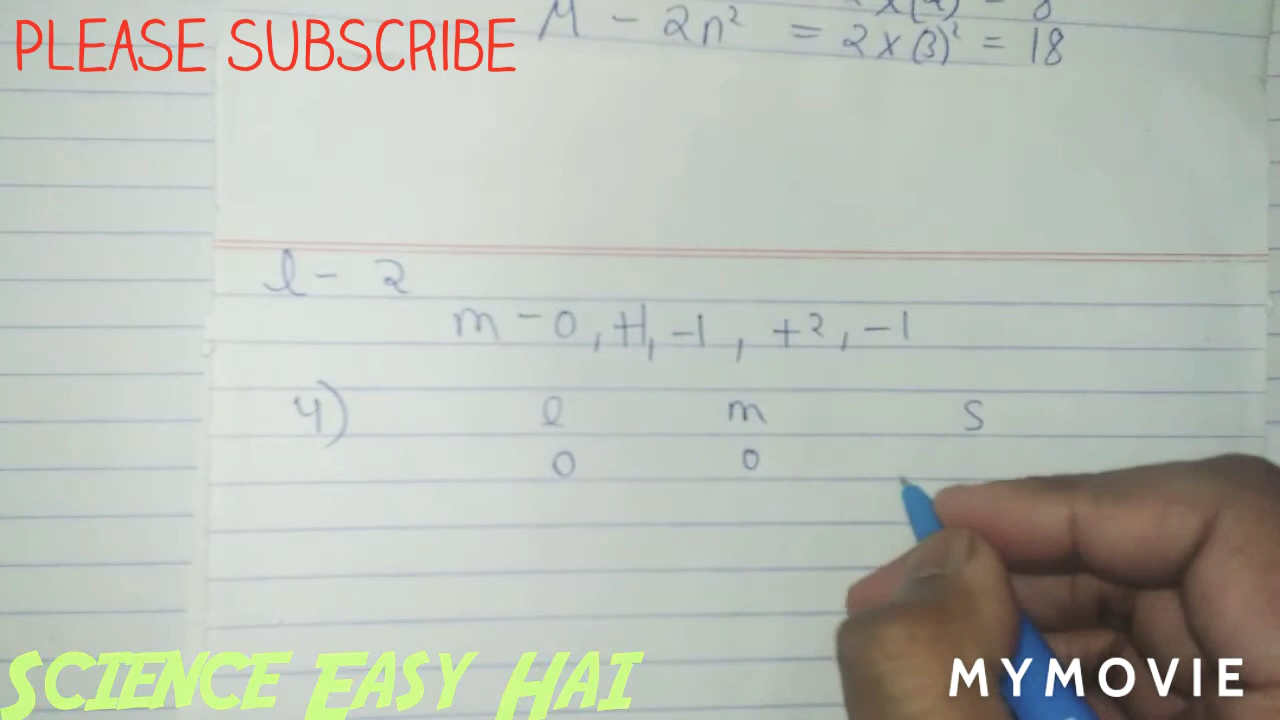 PLEASE SUBSCRIBE
M - 2n² = 2 x (3)² = 18
l - 2
m - 0, +1, -1, +2, -1
4) l m s
0 0
SCIENCE EASY HAI
MYMOVIE